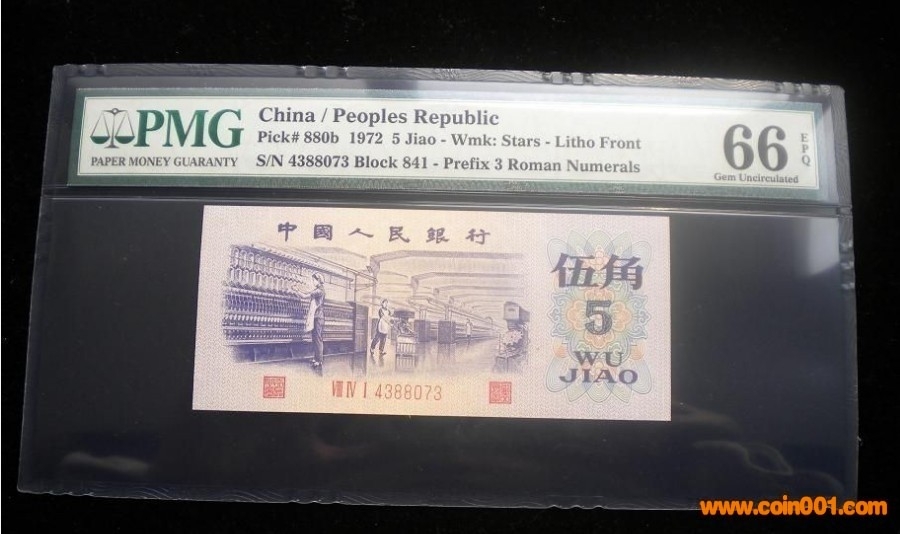 PMG
PAPER MONEY GUARANTY
China / Peoples Republic
Pick# 880b 1972 5 Jiao - Wmk: Stars - Litho Front
S/N 4388073 Block 841 - Prefix 3 Roman Numerals
66
EPQ
Gem Uncirculated
中國人民銀行
伍角
5
WU
JIAO
VIII IV I 4388073
www.coin001.com